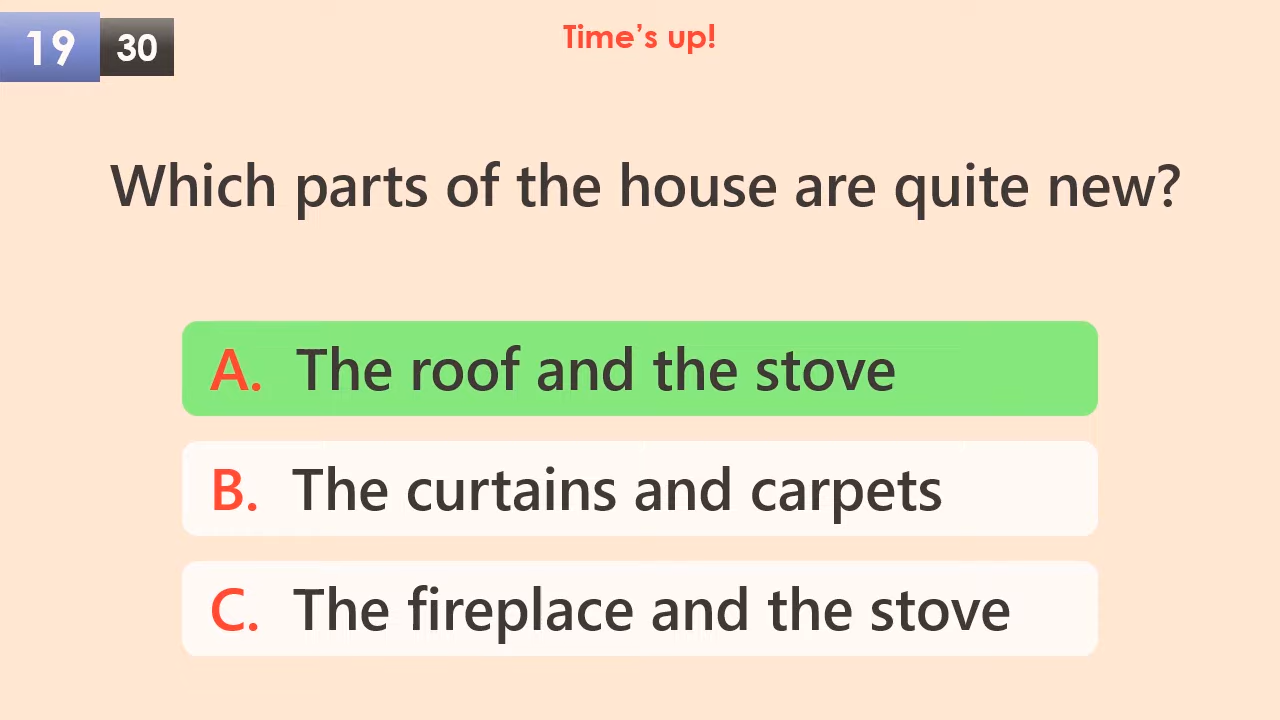 19
30
Time’s up!
Which parts of the house are quite new?
A. The roof and the stove
B. The curtains and carpets
C. The fireplace and the stove